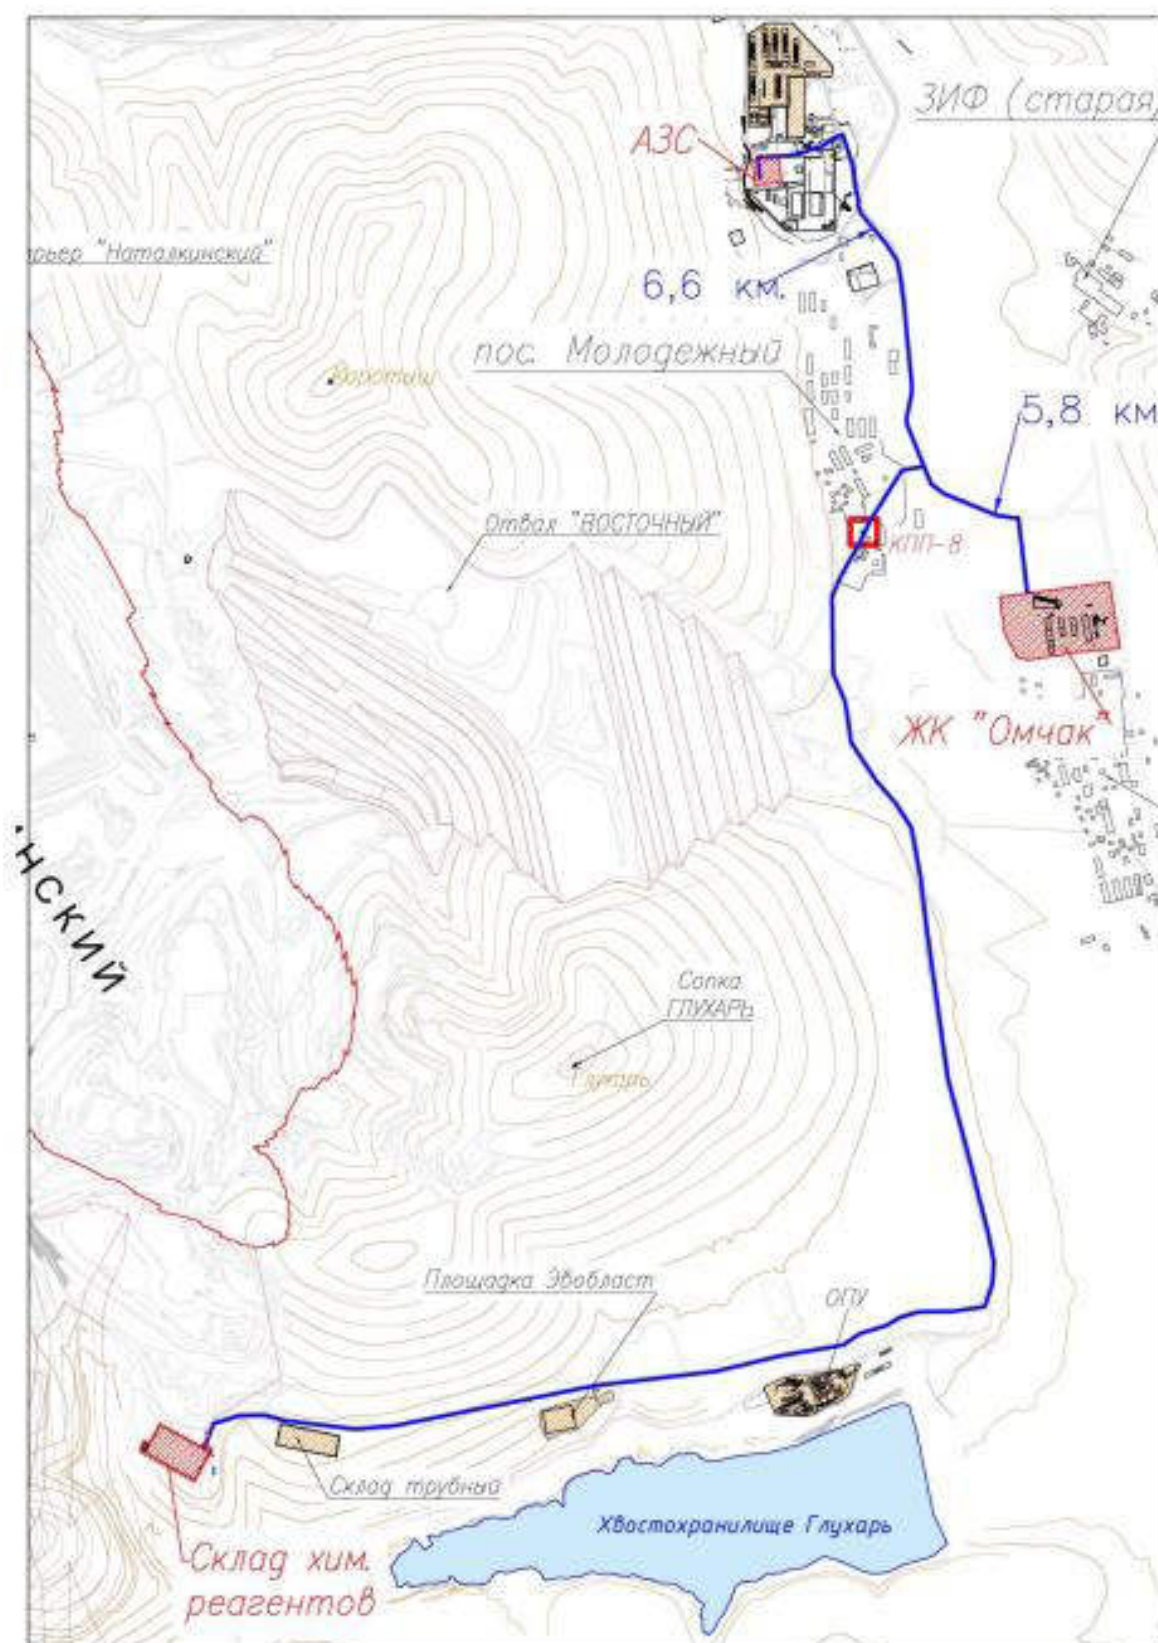 ЗИФ (старая
АЗС
рьер "Наталкинский"
6,6 км.
пос. Молодежный
Воротыш
5,8 км
Отвал "ВОСТОЧНЫЙ"
КПП-8
ЖК "Омчак"
НСКИЙ
Сопка
ГЛУХАРЬ
Глухарь
Площадка Эвобласт
ОПУ
Склад трубный
Хвостохранилище Глухарь
Склад хим.
реагентов